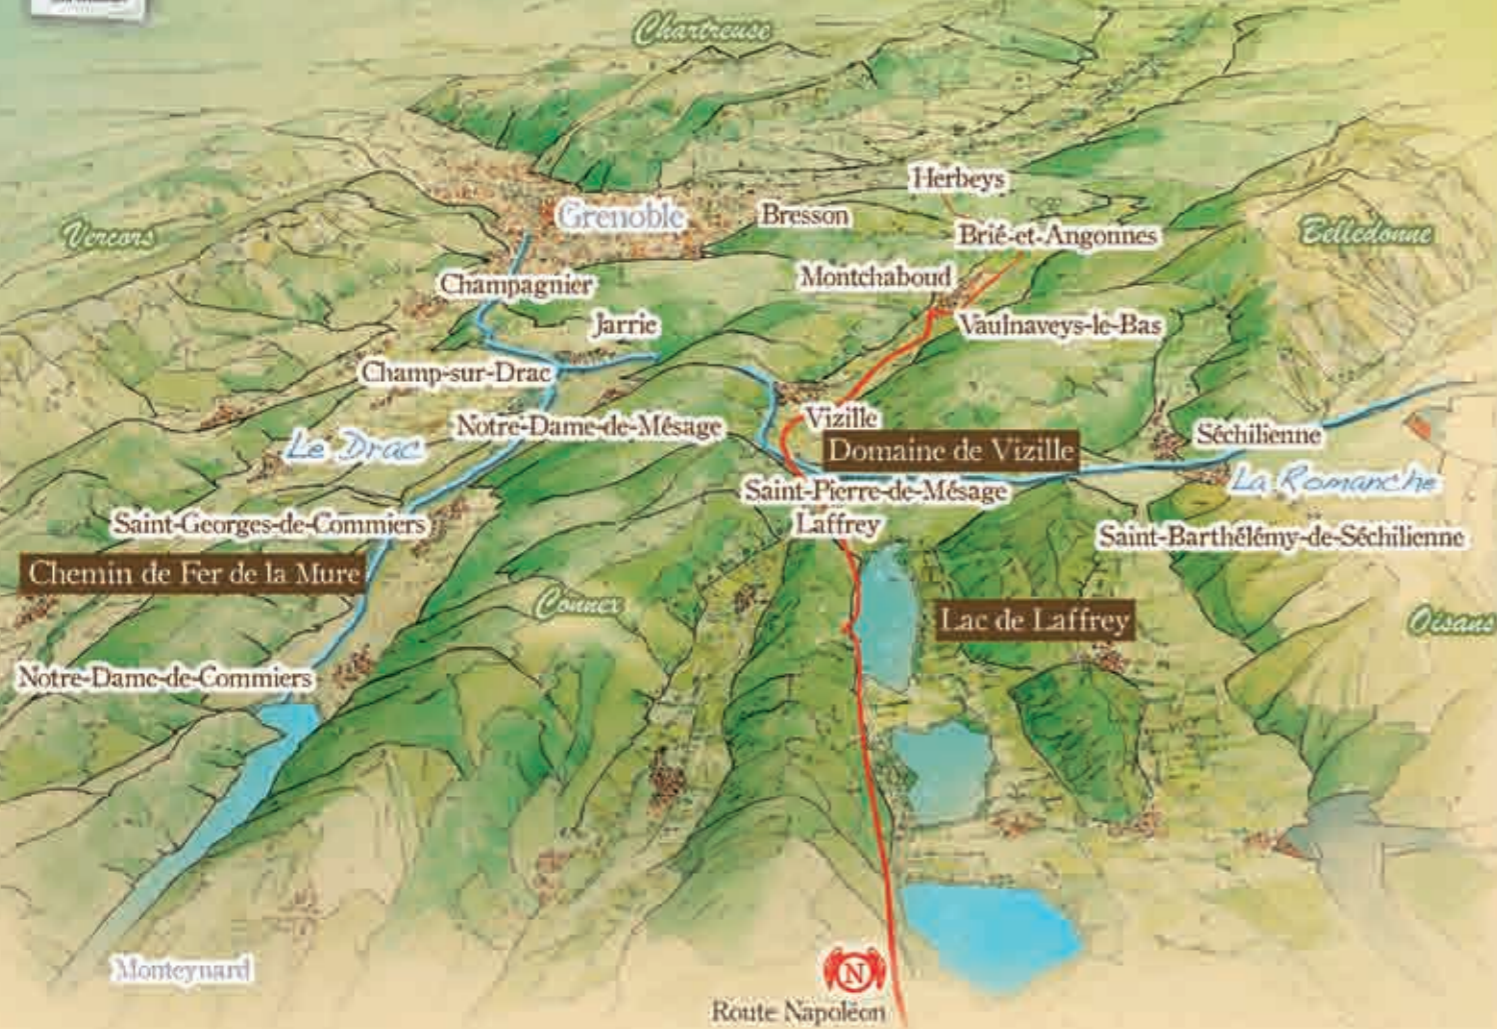 Chartreuse
Herbeys
Grenoble
Bresson
Vercors
Brié-et-Angonnes
Belledonne
Montchaboud
Champagnier
Jarrie
Vaulnaveys-le-Bas
Champ-sur-Drac
Vizille
Notre-Dame-de-Mésage
Séchilienne
Le Drac
Domaine de Vizille
La Romanche
Saint-Pierre-de-Mésage
Saint-Georges-de-Commiers
Laffrey
Saint-Barthélémy-de-Séchilienne
Chemin de Fer de la Mure
Connex
Lac de Laffrey
Oisans
Notre-Dame-de-Commiers
Monteynard
N
Route Napoléon